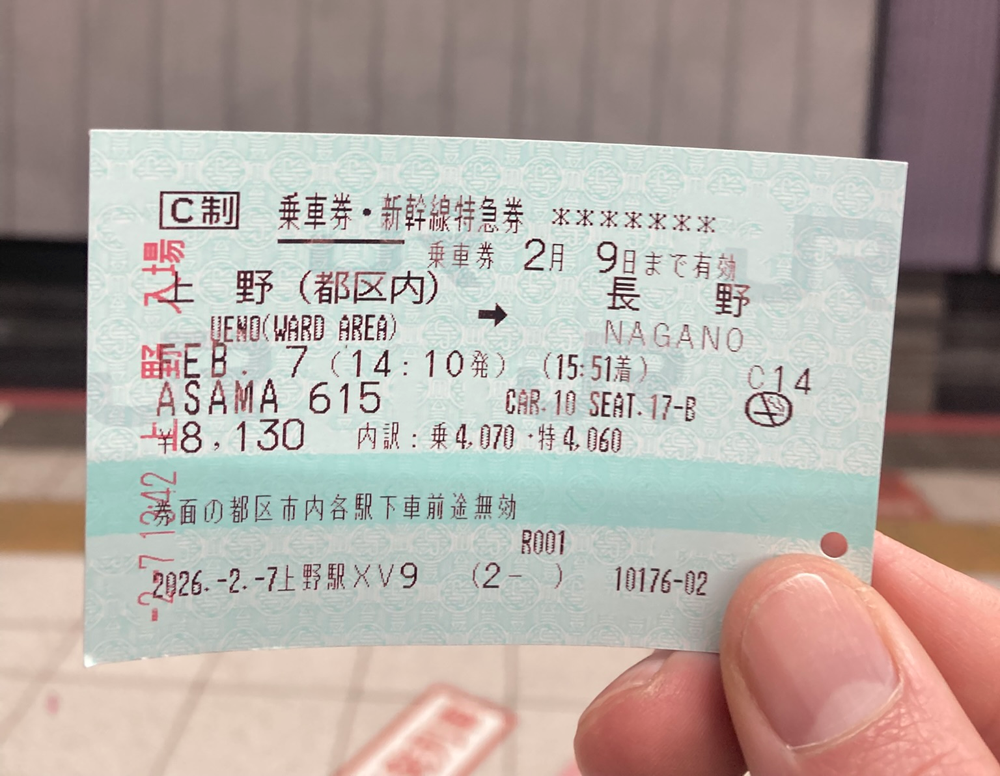 C制 乗車券・新幹線特急券 *******
乗車券 2月 9日まで有効
上 野(都区内) ➡ 長 野
UENO(WARD AREA) NAGANO
FEB. 7(14:10発) (15:51着) C14
ASAMA 615 CAR.10 SEAT.17-B
¥8,130 内訳:乗4,070・特4,060
券面の都区市内各駅下車前途無効
R001
2026.-2.-7上野駅XV9 (2- ) 10176-02
-2.-7 13:42 上野 入場